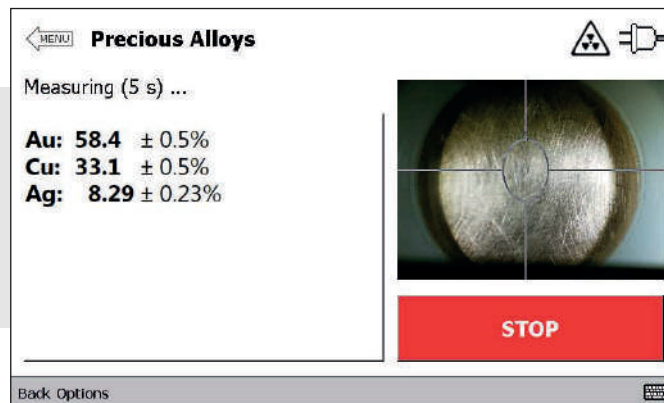 MENU Precious Alloys
Measuring (5 s) ...
Au: 58.4 ± 0.5%
Cu: 33.1 ± 0.5%
Ag: 8.29 ± 0.23%
STOP
Back Options